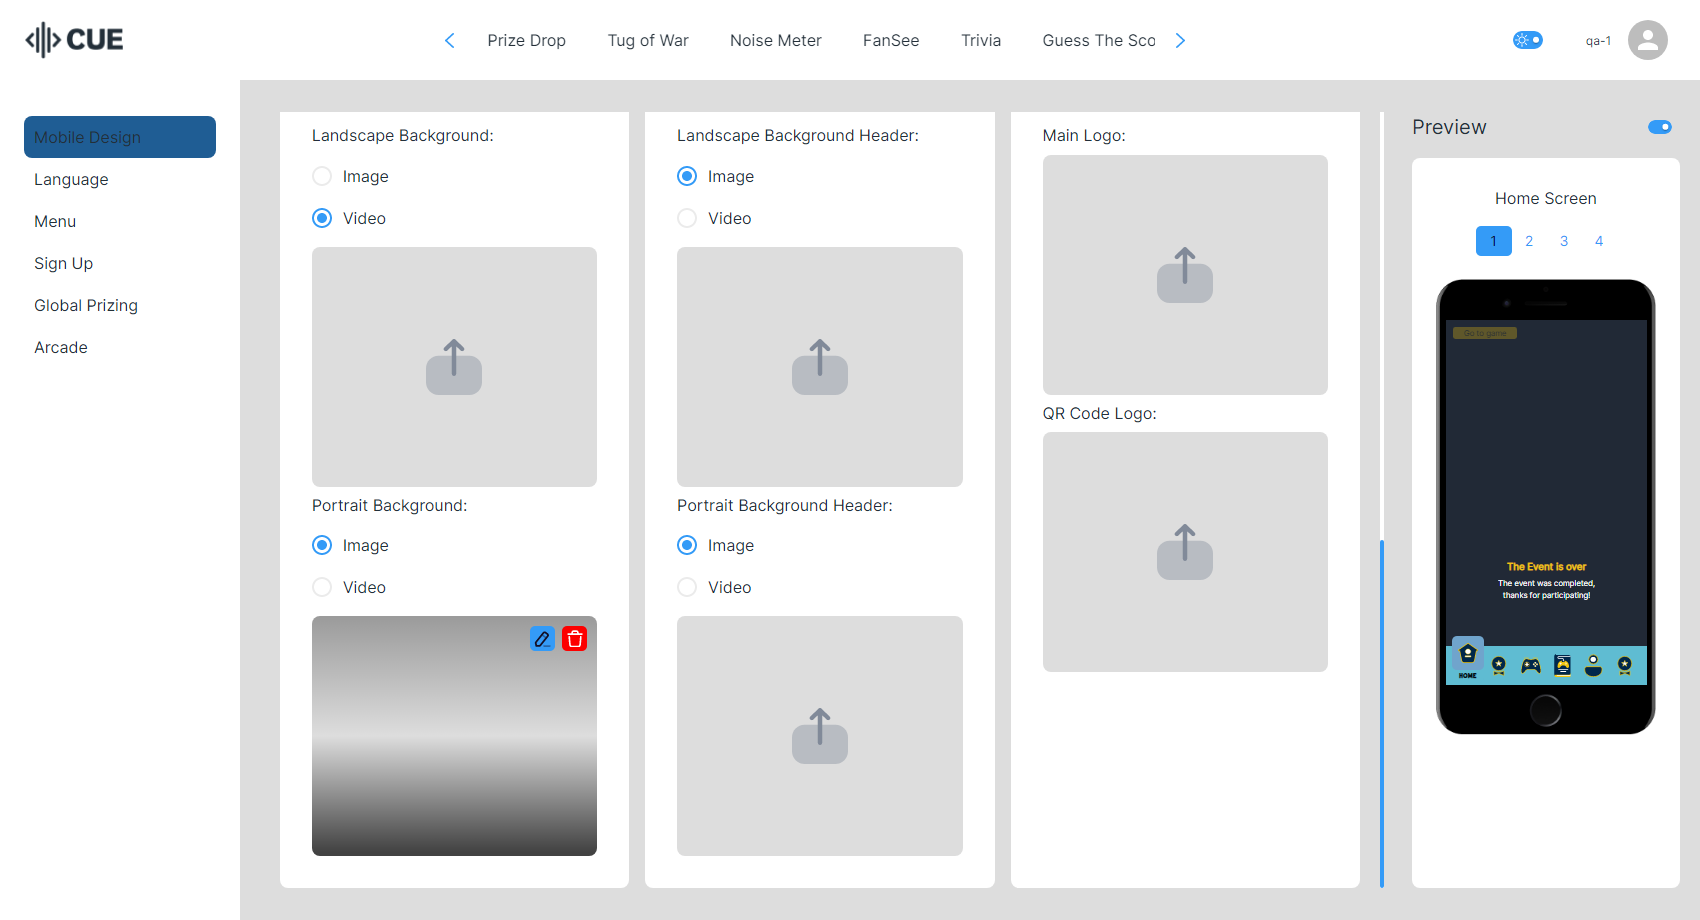 CUE
Prize Drop
Tug of War
Noise Meter
FanSee
Trivia
Guess The Sco
qa-1
Mobile Design
Language
Menu
Sign Up
Global Prizing
Arcade
Landscape Background:
Image
Video
Portrait Background:
Image
Video
Landscape Background Header:
Image
Video
Portrait Background Header:
Image
Video
Main Logo:
QR Code Logo:
Preview
Home Screen
1 2 3 4
Go to game
The Event is over
The event was completed,
thanks for participating!
HOME